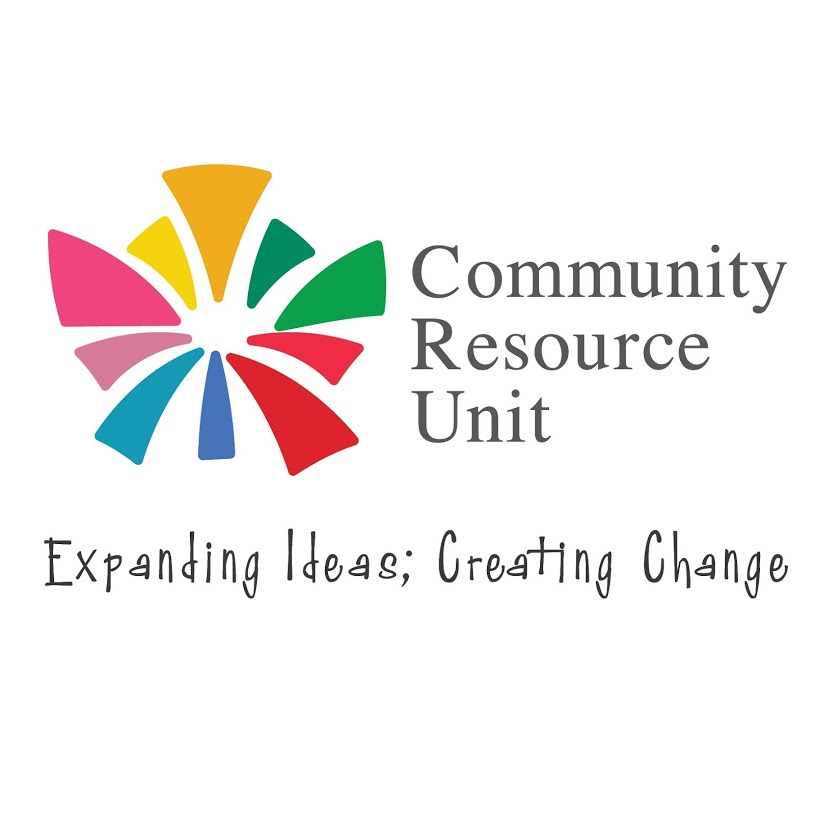 Community
Resource
Unit
Expanding Ideas; Creating Change